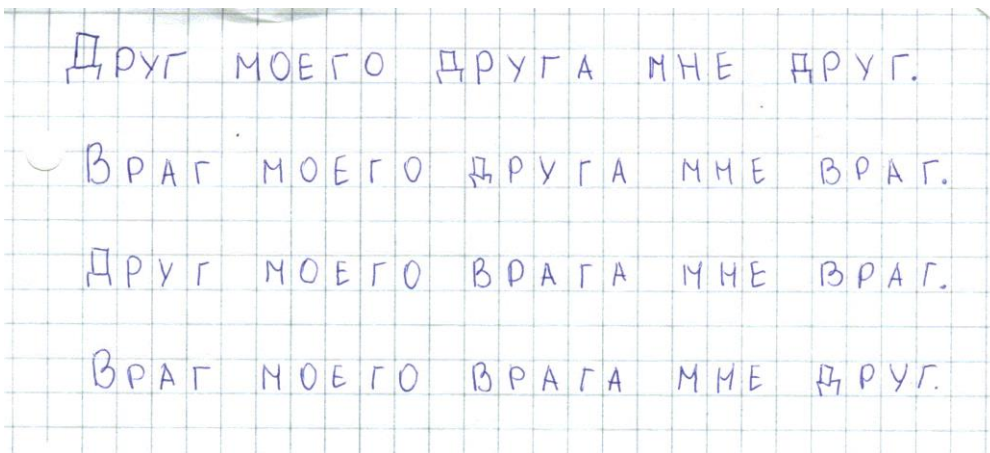 Друг моего друга мне друг.
Враг моего друга мне враг.
Друг моего врага мне враг.
Враг моего врага мне друг.